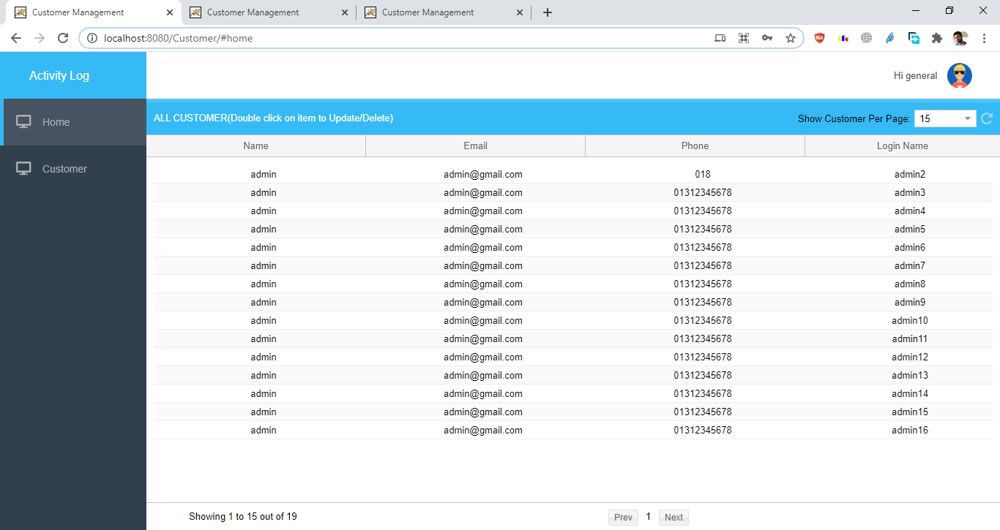 Customer Management Customer Management Customer Management
localhost:8080/Customer/#home
Activity Log
Hi general
Home
Customer
ALL CUSTOMER(Double click on item to Update/Delete) Show Customer Per Page: 15
Name Email Phone Login Name
admin admin@gmail.com 018 admin2
admin admin@gmail.com 01312345678 admin3
admin admin@gmail.com 01312345678 admin4
admin admin@gmail.com 01312345678 admin5
admin admin@gmail.com 01312345678 admin6
admin admin@gmail.com 01312345678 admin7
admin admin@gmail.com 01312345678 admin8
admin admin@gmail.com 01312345678 admin9
admin admin@gmail.com 01312345678 admin10
admin admin@gmail.com 01312345678 admin11
admin admin@gmail.com 01312345678 admin12
admin admin@gmail.com 01312345678 admin13
admin admin@gmail.com 01312345678 admin14
admin admin@gmail.com 01312345678 admin15
admin admin@gmail.com 01312345678 admin16
Showing 1 to 15 out of 19 Prev 1 Next